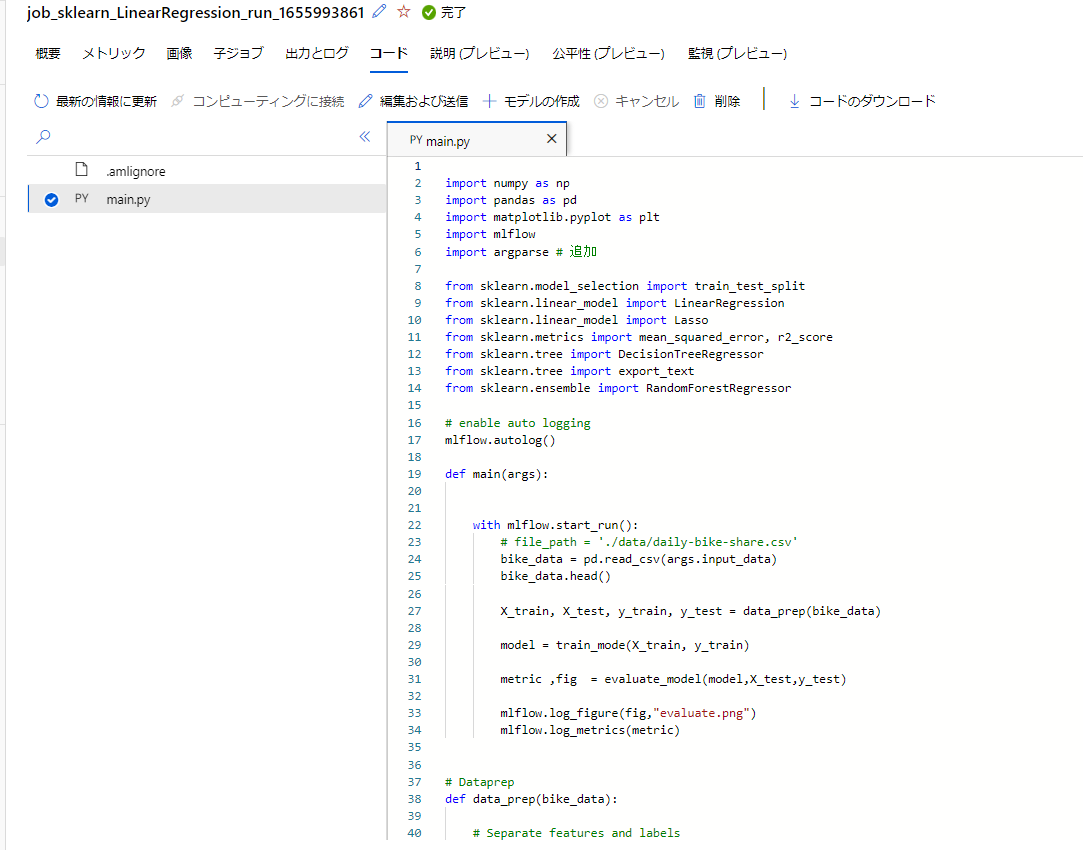 job_sklearn_LinearRegression_run_1655993861 完了
概要 メトリック 画像 子ジョブ 出力とログ コード 説明 (プレビュー) 公平性 (プレビュー) 監視 (プレビュー)
最新の情報に更新 コンピューティングに接続 編集および送信 モデルの作成 キャンセル 削除 コードのダウンロード
.amlignore
PY main.py
PY main.py
1
2 import numpy as np
3 import pandas as pd
4 import matplotlib.pyplot as plt
5 import mlflow
6 import argparse # 追加
7
8 from sklearn.model_selection import train_test_split
9 from sklearn.linear_model import LinearRegression
10 from sklearn.linear_model import Lasso
11 from sklearn.metrics import mean_squared_error, r2_score
12 from sklearn.tree import DecisionTreeRegressor
13 from sklearn.tree import export_text
14 from sklearn.ensemble import RandomForestRegressor
15
16 # enable auto logging
17 mlflow.autolog()
18
19 def main(args):
20
21
22 with mlflow.start_run():
23 # file_path = './data/daily-bike-share.csv'
24 bike_data = pd.read_csv(args.input_data)
25 bike_data.head()
26
27 X_train, X_test, y_train, y_test = data_prep(bike_data)
28
29 model = train_mode(X_train, y_train)
30
31 metric ,fig  = evaluate_model(model,X_test,y_test)
32
33 mlflow.log_figure(fig,"evaluate.png")
34 mlflow.log_metrics(metric)
35
36
37 # Dataprep
38 def data_prep(bike_data):
39
40 # Separate features and labels